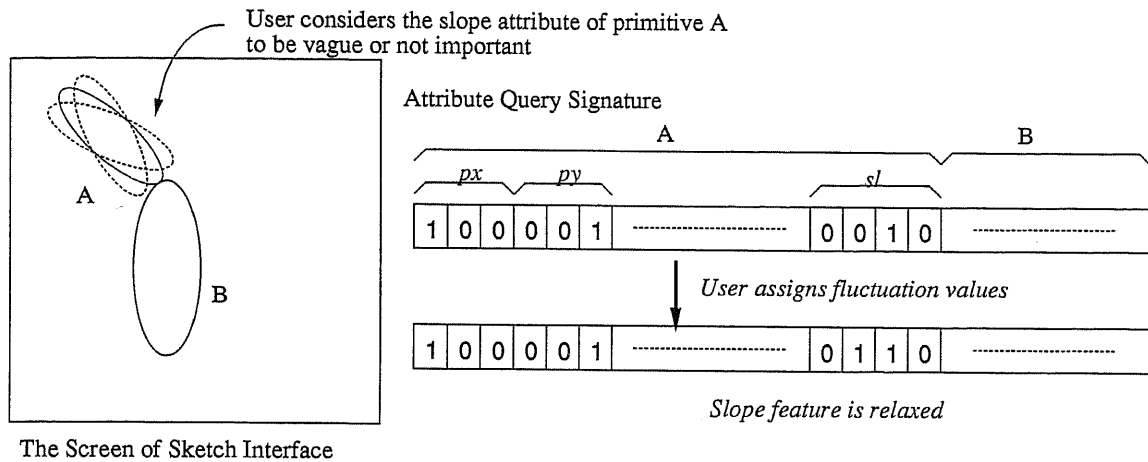 User considers the slope attribute of primitive A
to be vague or not important
Attribute Query Signature
A
B
px
py
sl
1 0 0 0 0 1
0 0 1 0
User assigns fluctuation values
1 0 0 0 0 1
0 1 1 0
Slope feature is relaxed
A
B
The Screen of Sketch Interface